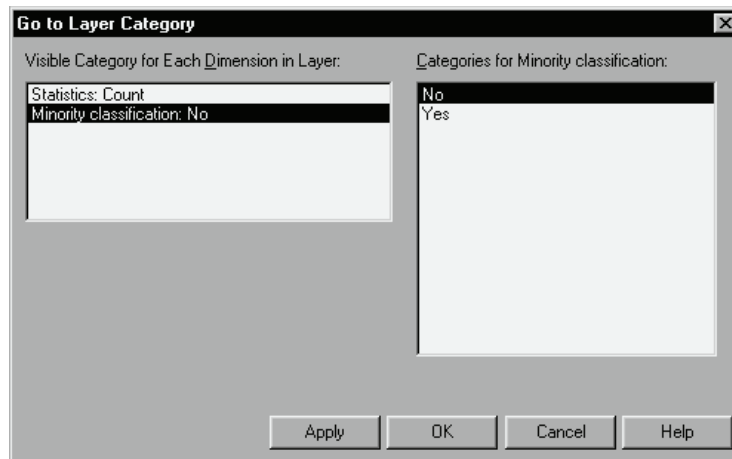 Go to Layer Category
Visible Category for Each Dimension in Layer:
Statistics: Count
Minority classification: No
Categories for Minority classification:
No
Yes
Apply
OK
Cancel
Help